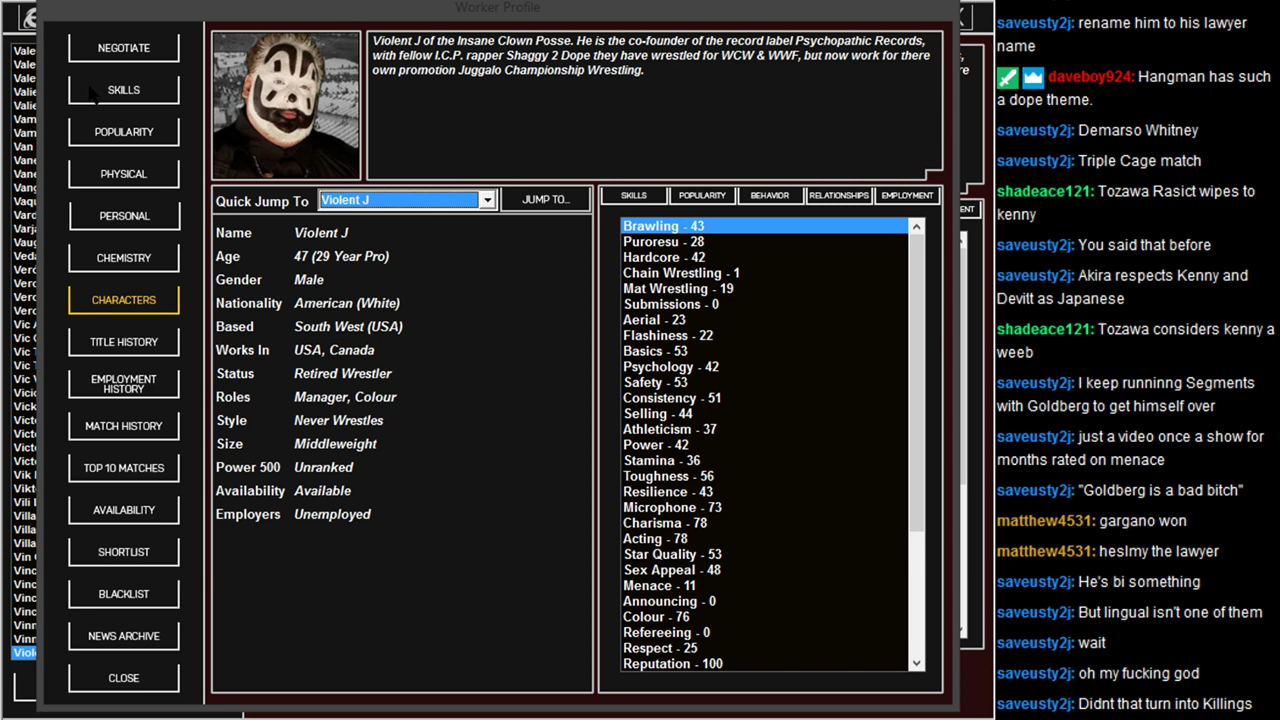 Worker Profile
NEGOTIATE
SKILLS
POPULARITY
PHYSICAL
PERSONAL
CHEMISTRY
CHARACTERS
TITLE HISTORY
EMPLOYMENT
HISTORY
MATCH HISTORY
TOP 10 MATCHES
AVAILABILITY
SHORTLIST
BLACKLIST
NEWS ARCHIVE
CLOSE
Violent J of the Insane Clown Posse. He is the co-founder of the record label Psychopathic Records,
with fellow I.C.P. rapper Shaggy 2 Dope they have wrestled for WCW & WWF, but now work for there
own promotion Juggalo Championship Wrestling.
Quick Jump To Violent J JUMP TO...
Name Violent J
Age 47 (29 Year Pro)
Gender Male
Nationality American (White)
Based South West (USA)
Works In USA, Canada
Status Retired Wrestler
Roles Manager, Colour
Style Never Wrestles
Size Middleweight
Power 500 Unranked
Availability Available
Employers Unemployed
SKILLS POPULARITY BEHAVIOR RELATIONSHIPS EMPLOYMENT
Brawling - 43
Puroresu - 28
Hardcore - 42
Chain Wrestling - 1
Mat Wrestling - 19
Submissions - 0
Aerial - 23
Flashiness - 22
Basics - 53
Psychology - 42
Safety - 53
Consistency - 51
Selling - 44
Athleticism - 37
Power - 42
Stamina - 36
Toughness - 56
Resilience - 43
Microphone - 73
Charisma - 78
Acting - 78
Star Quality - 53
Sex Appeal - 48
Menace - 11
Announcing - 0
Colour - 76
Refereeing - 0
Respect - 25
Reputation - 100
saveusty2j: rename him to his lawyer
name
daveboy924: Hangman has such
a dope theme.
saveusty2j: Demarso Whitney
saveusty2j: Triple Cage match
shadeace121: Tozawa Rasict wipes to
kenny
saveusty2j: You said that before
saveusty2j: Akira respects Kenny and
Devitt as Japanese
shadeace121: Tozawa considers kenny a
weeb
saveusty2j: I keep runninng Segments
with Goldberg to get himself over
saveusty2j: just a video once a show for
months rated on menace
saveusty2j: "Goldberg is a bad bitch"
matthew4531: gargano won
matthew4531: heslmy the lawyer
saveusty2j: He's bi something
saveusty2j: But lingual isn't one of them
saveusty2j: wait
saveusty2j: oh my fucking god
saveusty2j: Didnt that turn into Killings